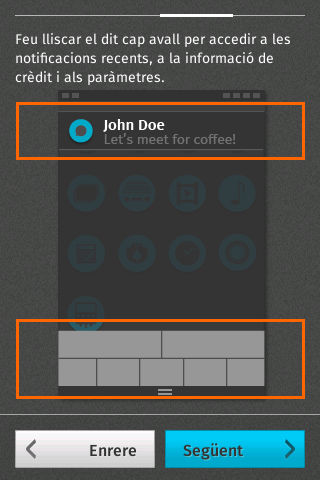 Feu lliscar el dit cap avall per accedir a les
notificacions recents, a la informació de
crèdit i als paràmetres.
John Doe
Let's meet for coffee!
Enrere
Següent